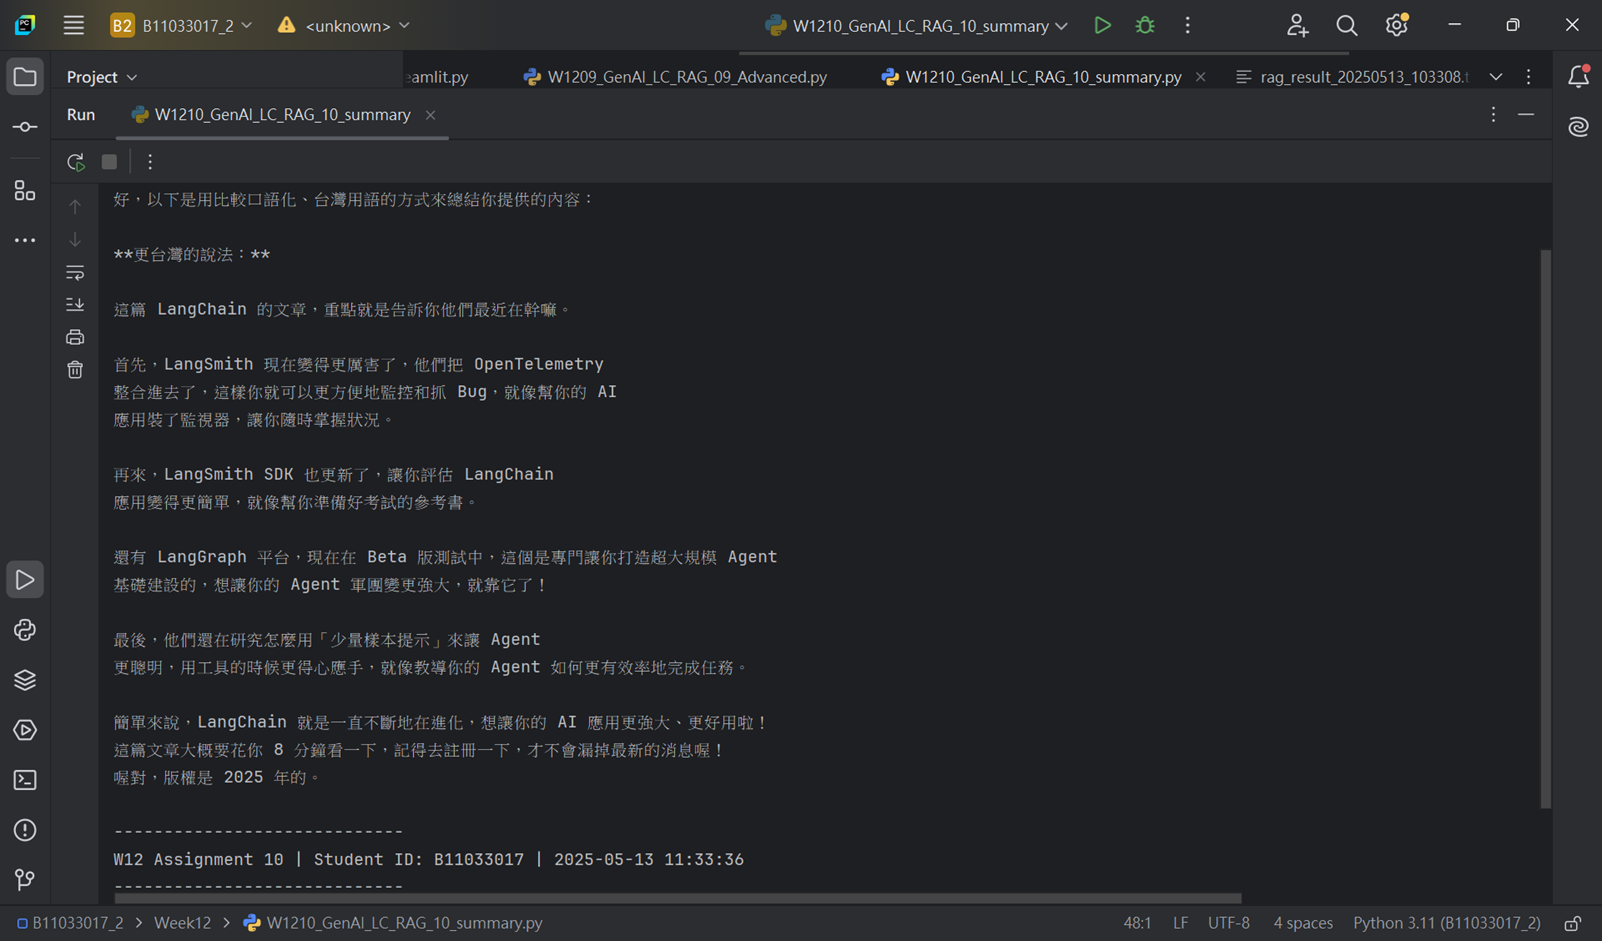 PC
B2 B11033017_2
<unknown>
W1210_GenAI_LC_RAG_10_summary
Project
amlit.py
W1209_GenAI_LC_RAG_09_Advanced.py
W1210_GenAI_LC_RAG_10_summary.py
rag_result_20250513_103308.
Run
W1210_GenAI_LC_RAG_10_summary
好，以下是用比較口語化、台灣用語的方式來總結你提供的內容：
**更台灣的說法：**
這篇 LangChain 的文章，重點就是告訴你他們最近在幹嘛。
首先，LangSmith 現在變得更厲害了，他們把 OpenTelemetry
整合進去了，這樣你就可以更方便地監控和抓 Bug，就像幫你的 AI
應用裝了監視器，讓你隨時掌握狀況。
再來，LangSmith SDK 也更新了，讓你評估 LangChain
應用變得更簡單，就像幫你準備好考試的參考書。
還有 LangGraph 平台，現在在 Beta 版測試中，這個是專門讓你打造超大規模 Agent
基礎建設的，想讓你的 Agent 軍團變更強大，就靠它了！
最後，他們還在研究怎麼用「少量樣本提示」來讓 Agent
更聰明，用工具的時候更得心應手，就像教導你的 Agent 如何更有效率地完成任務。
簡單來說，LangChain 就是一直不斷地在進化，想讓你的 AI 應用更強大、更好用啦！
這篇文章大概要花你 8 分鐘看一下，記得去註冊一下，才不會漏掉最新的消息喔！
喔對，版權是 2025 年的。
-----------------------------
W12 Assignment 10 | Student ID: B11033017 | 2025-05-13 11:33:36
-----------------------------
B11033017_2 > Week12 > W1210_GenAI_LC_RAG_10_summary.py
48:1 LF UTF-8 4 spaces Python 3.11 (B11033017_2)